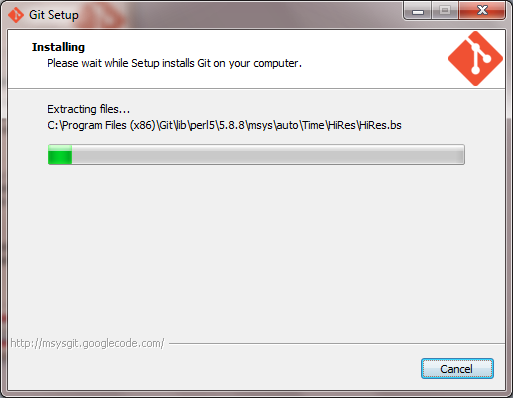 Git Setup
Installing
Please wait while Setup installs Git on your computer.
Extracting files...
C:\Program Files (x86)\Git\lib\perl5\5.8.8\msys\auto\Time\HiRes\HiRes.bs
http://msysgit.googlecode.com/
Cancel